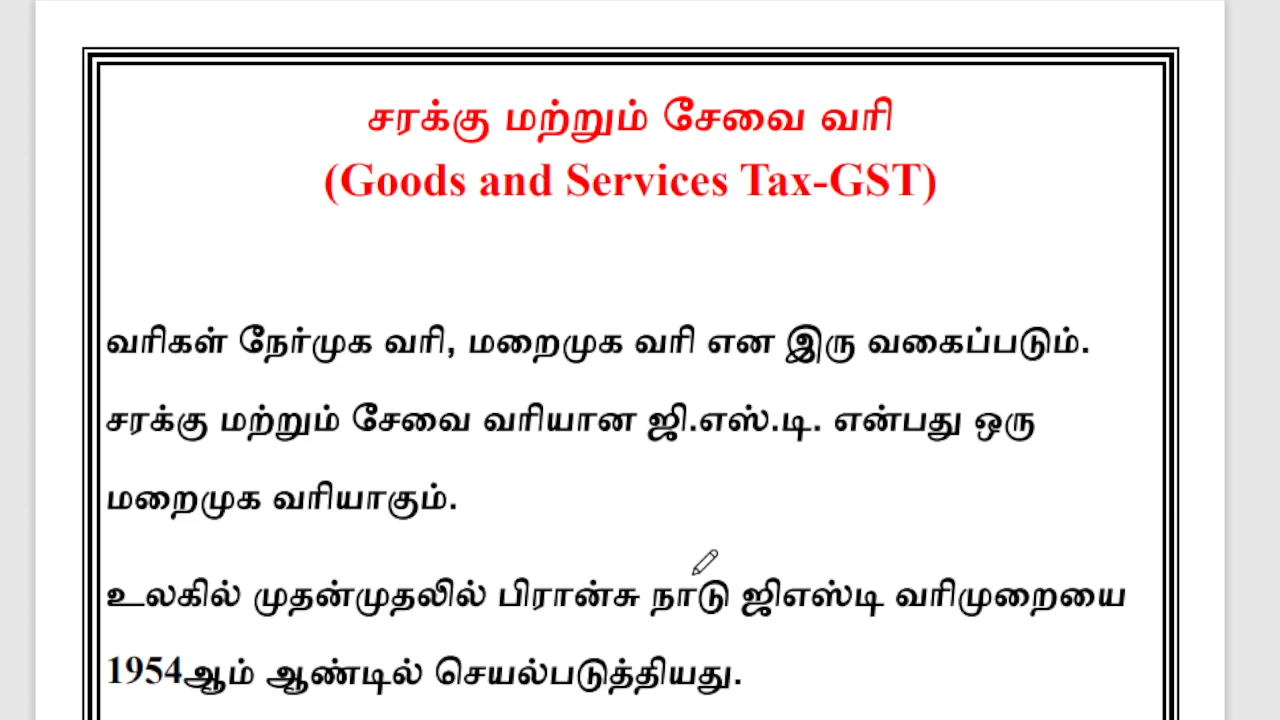 சரக்கு மற்றும் சேவை வரி
(Goods and Services Tax-GST)
வரிகள் நேர்முக வரி, மறைமுக வரி என இரு வகைப்படும்.
சரக்கு மற்றும் சேவை வரியான ஜி.எஸ்.டி. என்பது ஒரு
மறைமுக வரியாகும்.
உலகில் முதன்முதலில் பிரான்சு நாடு ஜிஎஸ்டி வரிமுறையை
1954ஆம் ஆண்டில் செயல்படுத்தியது.